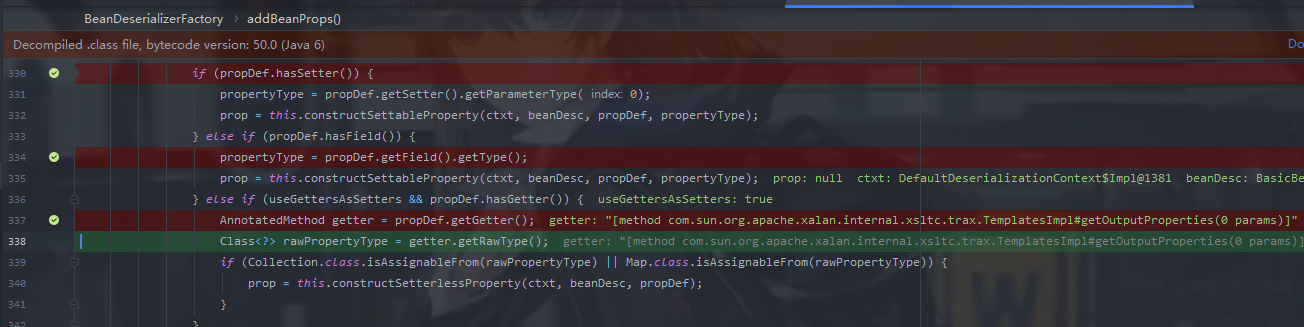 BeanDeserializerFactory › addBeanProps()
Decompiled .class file, bytecode version: 50.0 (Java 6) Do
330 if (propDef.hasSetter()) {
331 propertyType = propDef.getSetter().getParameterType( index: 0);
332 prop = this.constructSettableProperty(ctxt, beanDesc, propDef, propertyType);
333 } else if (propDef.hasField()) {
334 propertyType = propDef.getField().getType();
335 prop = this.constructSettableProperty(ctxt, beanDesc, propDef, propertyType); prop: null ctxt: DefaultDeserializationContext$Impl@1381 beanDesc: BasicBe
336 } else if (useGettersAsSetters && propDef.hasGetter()) { useGettersAsSetters: true
337 AnnotatedMethod getter = propDef.getGetter(); getter: "[method com.sun.org.apache.xalan.internal.xsltc.trax.TemplatesImpl#getOutputProperties(0 params)]"
338 Class<?> rawPropertyType = getter.getRawType(); getter: "[method com.sun.org.apache.xalan.internal.xsltc.trax.TemplatesImpl#getOutputProperties(0 params)]
339 if (Collection.class.isAssignableFrom(rawPropertyType) || Map.class.isAssignableFrom(rawPropertyType)) {
340 prop = this.constructSetterlessProperty(ctxt, beanDesc, propDef);
341 }
342 }